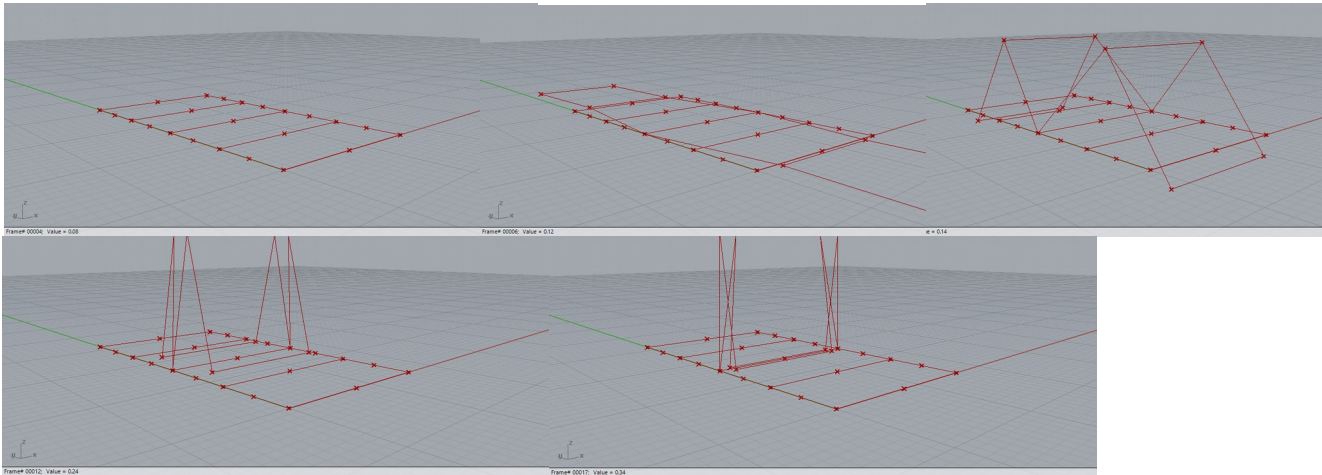 z
y x
Frame# 00004; Value = 0.08
z
y x
Frame# 00006; Value = 0.12
e = 0.14
z
y x
Frame# 00012; Value = 0.24
z
y x
Frame# 00017; Value = 0.34